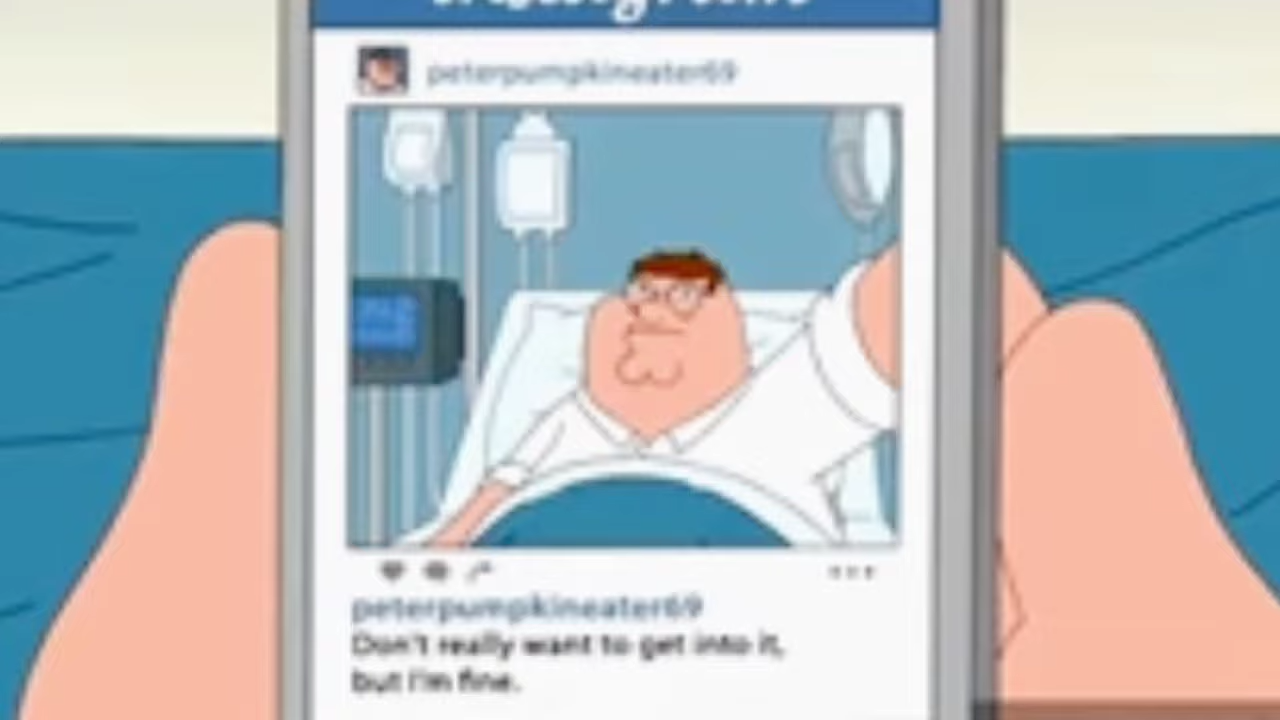 peterpumpkineater69
peterpumpkineater69
Don't really want to get into it,
but i'm fine.